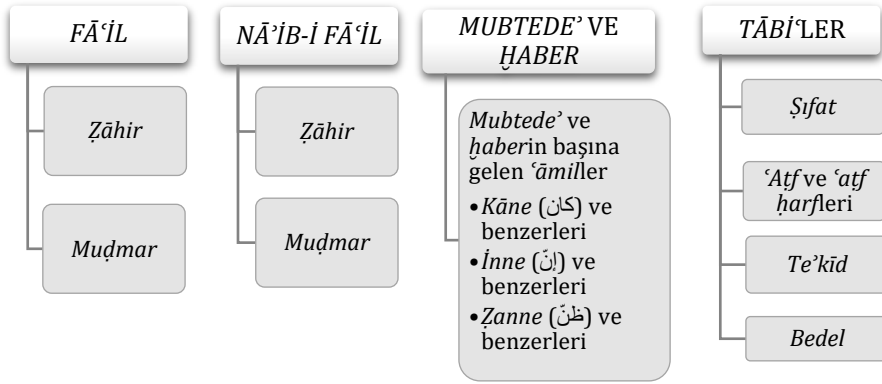 FĀʿİL
Ẓāhir
Muḍmar
NĀʾİB-İ FĀʿİL
Ẓāhir
Muḍmar
MUBTEDEʾ VE
ḪABER
Mubtedeʾ ve
ḫaberin başına
gelen ʿāmiller
•Kāne (كان) ve
benzerleri
•İnne (إنّ) ve
benzerleri
•Ẓanne (ظنّ) ve
benzerleri
TĀBİʿLER
Ṣıfat
ʿAṭf ve ʿaṭf
ḥarfleri
Teʾkīd
Bedel